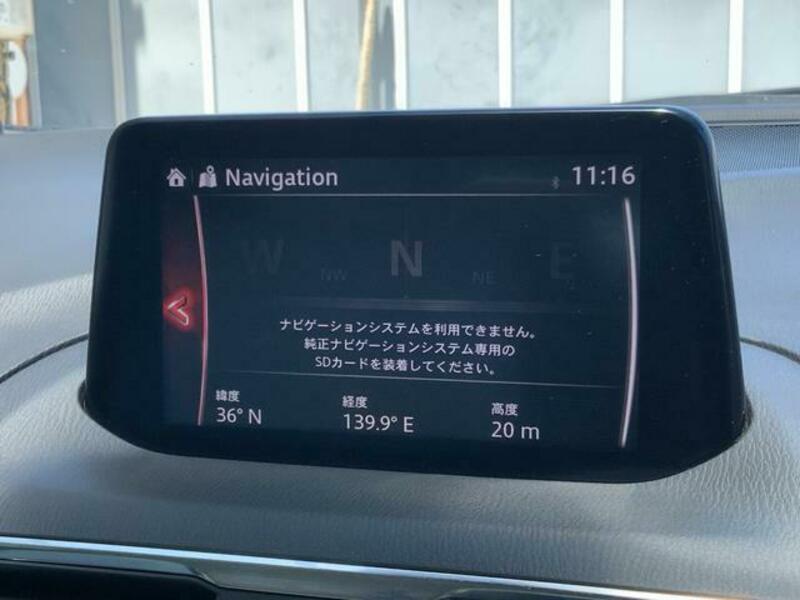 Navigation 11:16
W NW N NE E
ナビゲーションシステムを利用できません。
純正ナビゲーションシステム専用の
SDカードを装着してください。
緯度 経度 高度
36° N 139.9° E 20 m